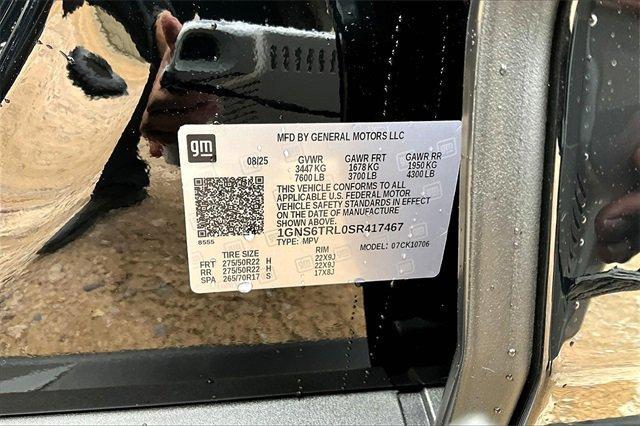 gm
MFD BY GENERAL MOTORS LLC
08/25 GVWR GAWR FRT GAWR RR
3447 KG 1678 KG 1950 KG
7600 LB 3700 LB 4300 LB
THIS VEHICLE CONFORMS TO ALL
APPLICABLE U.S. FEDERAL MOTOR
VEHICLE SAFETY STANDARDS IN EFFECT
ON THE DATE OF MANUFACTURE
SHOWN ABOVE.
1GNS6TRL0SR417467
8555
TYPE: MPV MODEL: 07CK10706
TIRE SIZE RIM
FRT 275/50R22 H 22X9J
RR 275/50R22 H 22X9J
SPA 265/70R17 S 17X8J